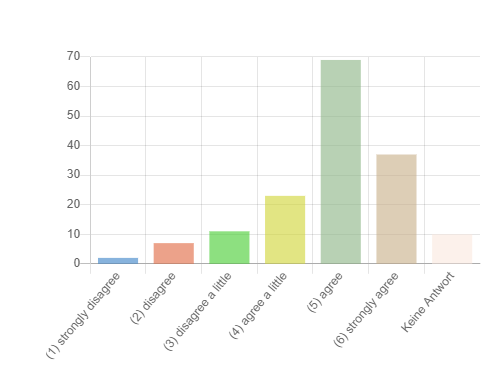 70
60
50
40
30
20
10
0
(1) strongly disagree
(2) disagree
(3) disagree a little
(4) agree a little
(5) agree
(6) strongly agree
Keine Antwort